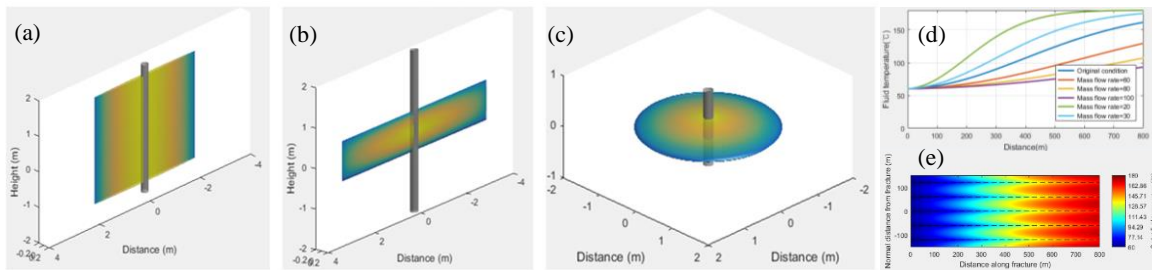 (a)
Height (m)
2
1
0
-1
-2
4
2
0
-2
-4
Distance (m)
(b)
Height (m)
2
1
0
-1
-2
4
2
0
-2
-4
Distance (m)
(c)
1
0
-1
-2
-1
0
1
2
2
1
0
-1
-2
Distance (m)
Distance (m)
(d)
Fluid temperature(℃)
150
100
50
0
0 100 200 300 400 500 600 700 800
Distance(m)
Original condition
Mass flow rate=60
Mass flow rate=80
Mass flow rate=100
Mass flow rate=20
Mass flow rate=30
(e)
Normal distance from fracture (m)
100
0
-100
0 100 200 300 400 500 600 700 800
Distance along fracture (m)
180
162.86
145.71
128.57
111.43
94.29
77.14
60